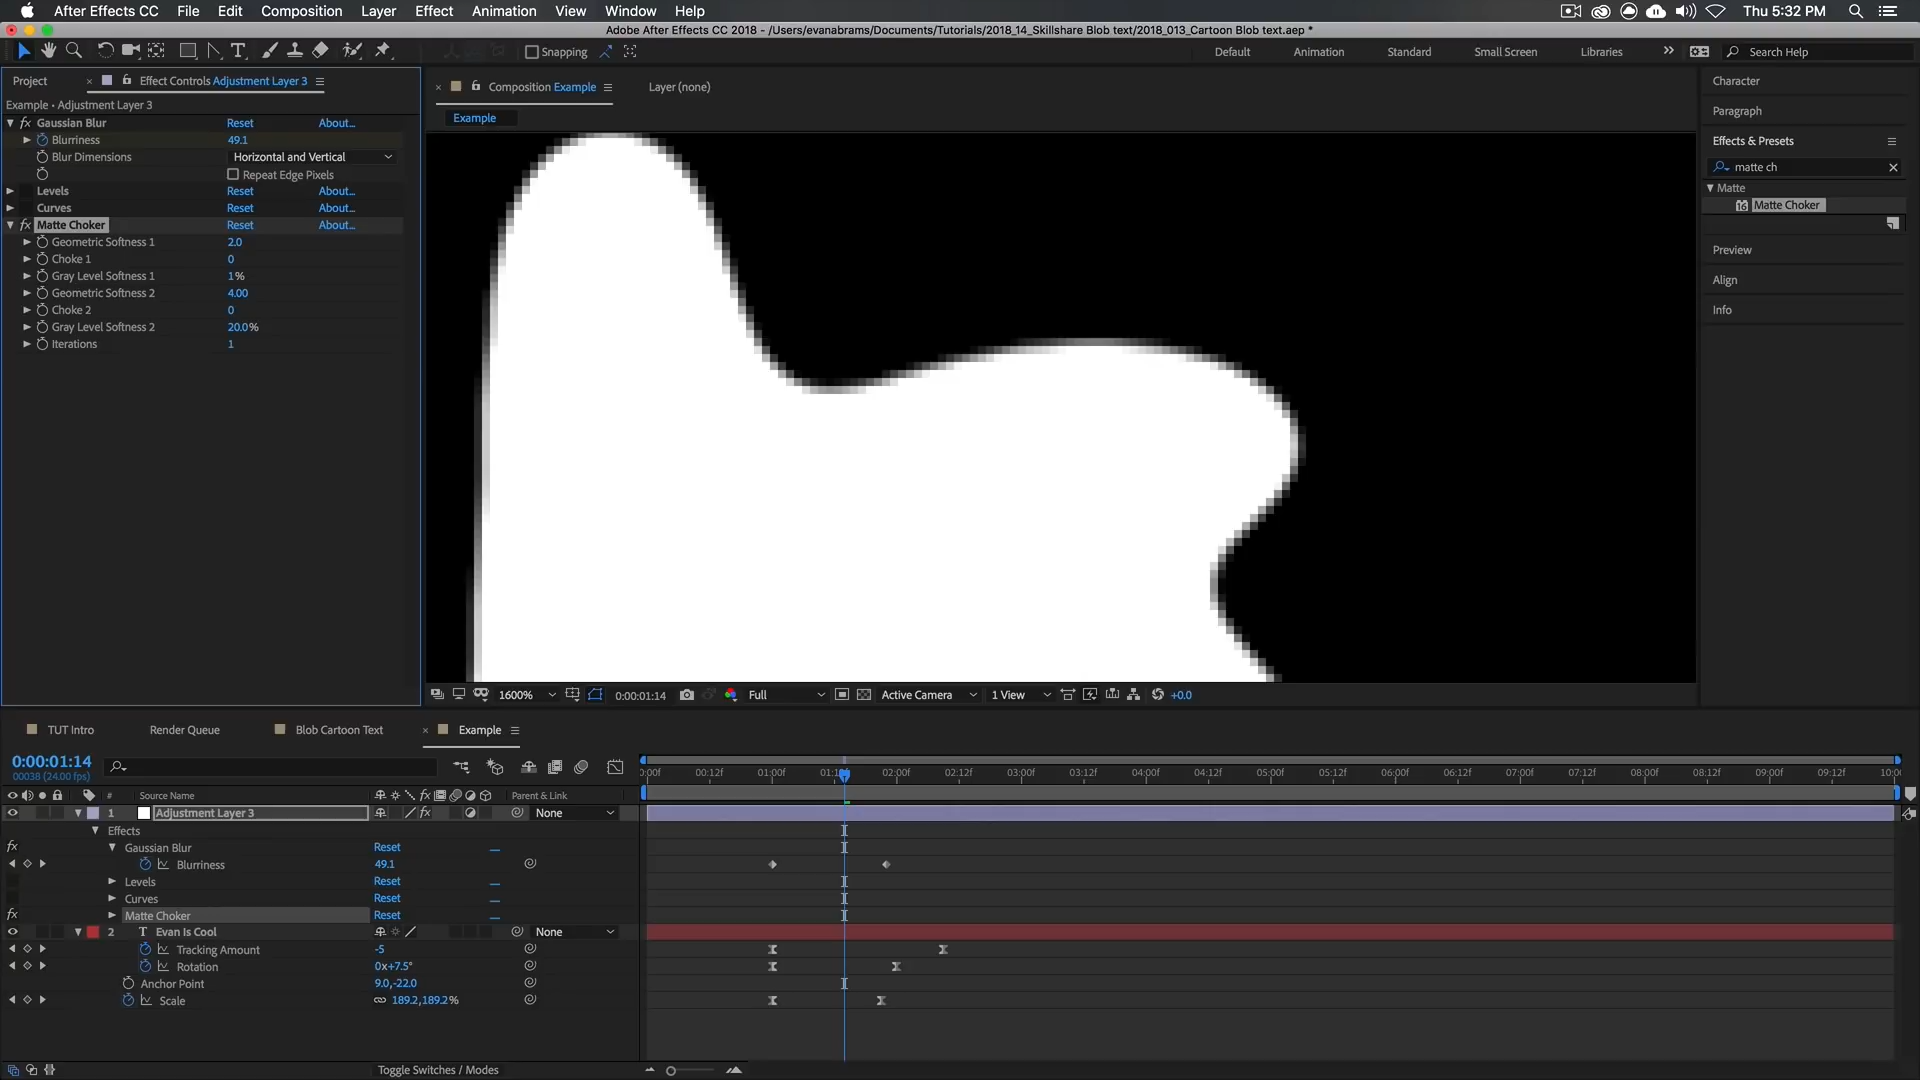 After Effects CC File Edit Composition Layer Effect Animation View Window Help Thu 5:32 PM
Adobe After Effects CC 2018 - /Users/evanabrams/Documents/Tutorials/2018_14_Skillshare Blob text/2018_013_Cartoon Blob text.aep *
Snapping Default Animation Standard Small Screen Libraries Search Help
Project Effect Controls Adjustment Layer 3
Composition Example Layer (none)
Example • Adjustment Layer 3
Example
Gaussian Blur Reset About...
Blurriness 49.1
Blur Dimensions Horizontal and Vertical
Repeat Edge Pixels
Levels Reset About...
Curves Reset About...
Matte Choker Reset About...
Geometric Softness 1 2.0
Choke 1 0
Gray Level Softness 1 1%
Geometric Softness 2 4.00
Choke 2 0
Gray Level Softness 2 20.0%
Iterations 1
Character
Paragraph
Effects & Presets
matte ch
Matte
16 Matte Choker
Preview
Align
Info
1600% 0:00:01:14 Full Active Camera 1 View +0.0
TUT Intro Render Queue Blob Cartoon Text Example
0:00:01:14
00038 (24.00 fps)
0:00f 00:12f 01:00f 01:12f 02:00f 02:12f 03:00f 03:12f 04:00f 04:12f 05:00f 05:12f 06:00f 06:12f 07:00f 07:12f 08:00f 08:12f 09:00f 09:12f 10:0
# Source Name fx Parent & Link
1 Adjustment Layer 3 fx None
Effects
fx Gaussian Blur Reset
Blurriness 49.1
Levels Reset
Curves Reset
fx Matte Choker Reset
2 T Evan Is Cool None
Tracking Amount -5
Rotation 0x+7.5°
Anchor Point 9.0,-22.0
Scale 189.2,189.2%
Toggle Switches / Modes